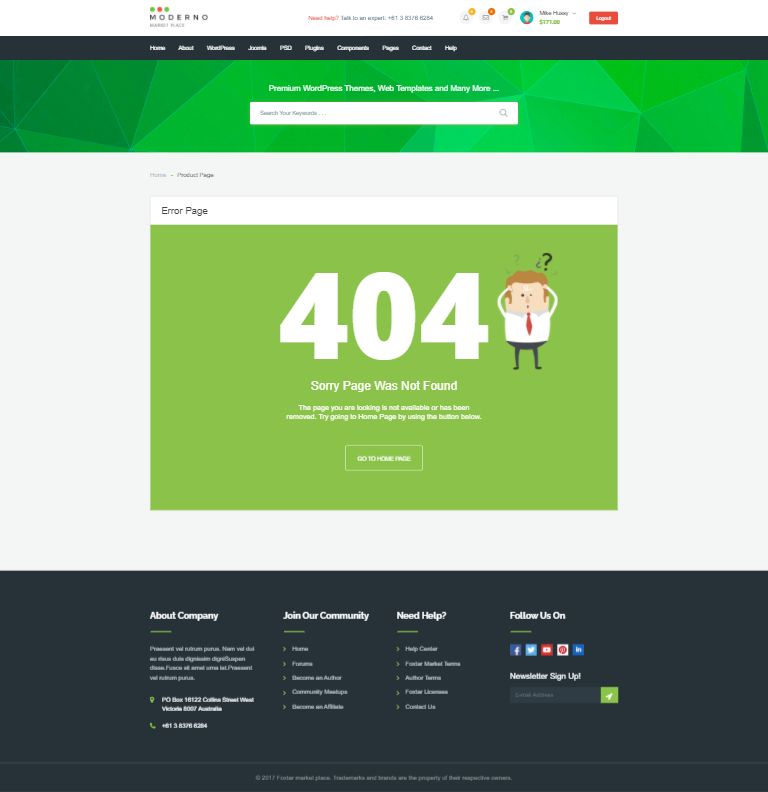 MODERNO
MARKET PLACE
Need help? Talk to an expert: +61 3 8376 6284
Mike Hussey
$171.00
Logout
Home About WordPress Joomla PSD Plugins Components Pages Contact Help
Premium WordPress Themes, Web Templates and Many More ...
Search Your Keywords . . .
Home - Product Page
Error Page
404
Sorry Page Was Not Found
The page you are looking is not available or has been
removed. Try going to Home Page by using the button below.
GO TO HOME PAGE
About Company
Praesent vel rutrum purus. Nam vel dui
eu risus duis dignissim digniSuspen
disse.Fusce sit amet urna iet.Praesent
vel rutrum purus.
PO Box 16122 Collins Street West
Victoria 8007 Australia
+61 3 8376 6284
Join Our Community
Home
Forums
Become an Author
Community Meetups
Become an Affiliate
Need Help?
Help Center
Foxtar Market Terms
Author Terms
Foxtar Licenses
Contact Us
Follow Us On
Newsletter Sign Up!
E-mail Address
© 2017 Foxtar market place. Trademarks and brands are the property of their respective owners.